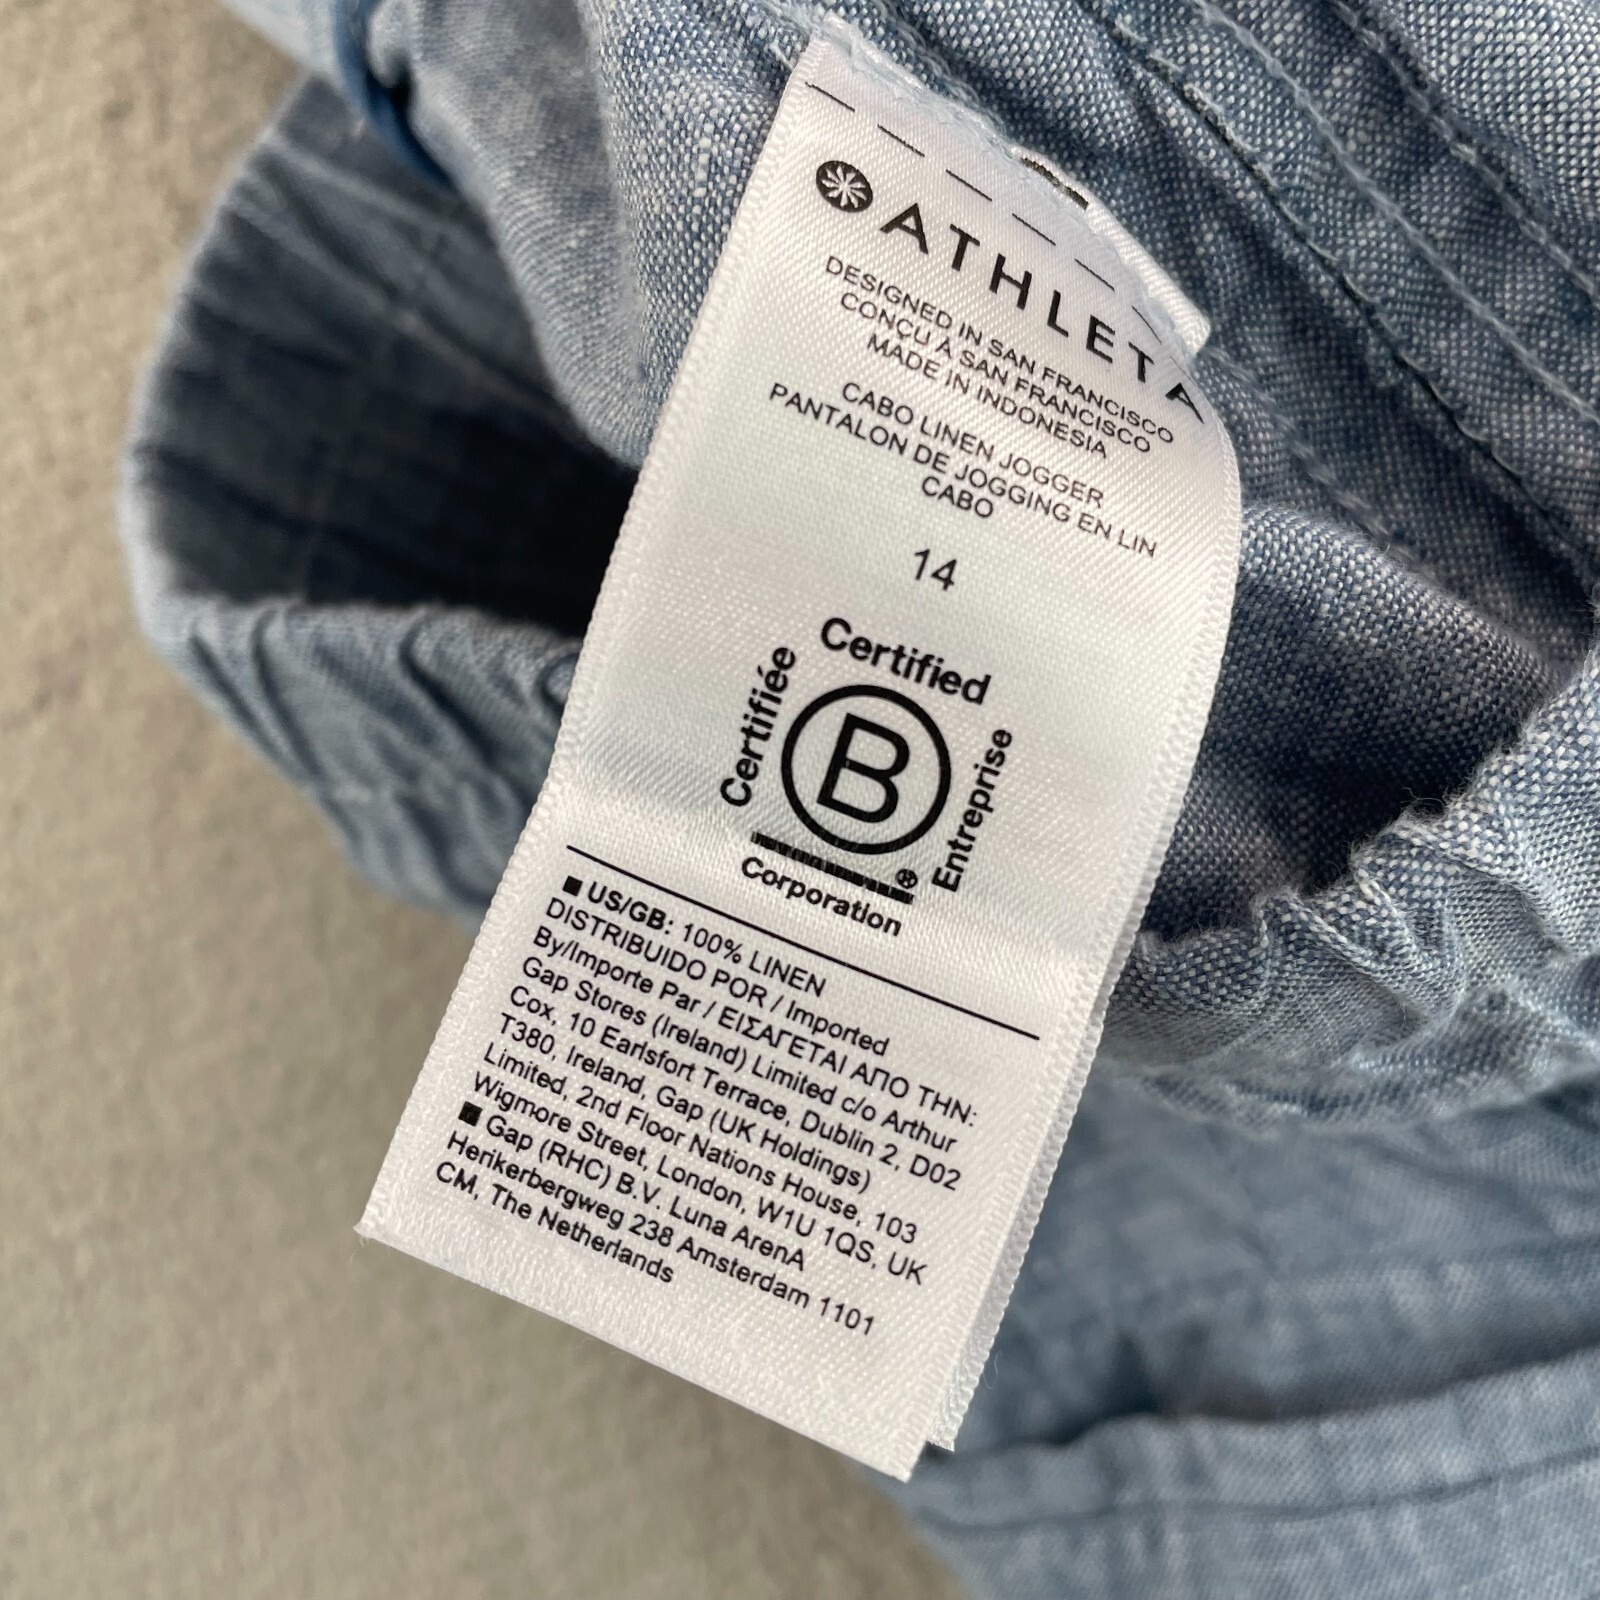 ATHLETA
DESIGNED IN SAN FRANCISCO
CONÇU À SAN FRANCISCO
MADE IN INDONESIA
CABO LINEN JOGGER
PANTALON DE JOGGING EN LIN
CABO
14
Certified
Certifiée
B
Entreprise
®
Corporation
■ US/GB: 100% LINEN
DISTRIBUIDO POR / Imported
By/Importe Par / ΕΙΣΑΓΕΤΑΙ ΑΠΟ ΤΗΝ:
Gap Stores (Ireland) Limited c/o Arthur
Cox, 10 Earlsfort Terrace, Dublin 2, D02
T380, Ireland, Gap (UK Holdings)
Limited, 2nd Floor Nations House, 103
Wigmore Street, London, W1U 1QS, UK
■ Gap (RHC) B.V. Luna ArenA
Herikerbergweg 238 Amsterdam 1101
CM, The Netherlands